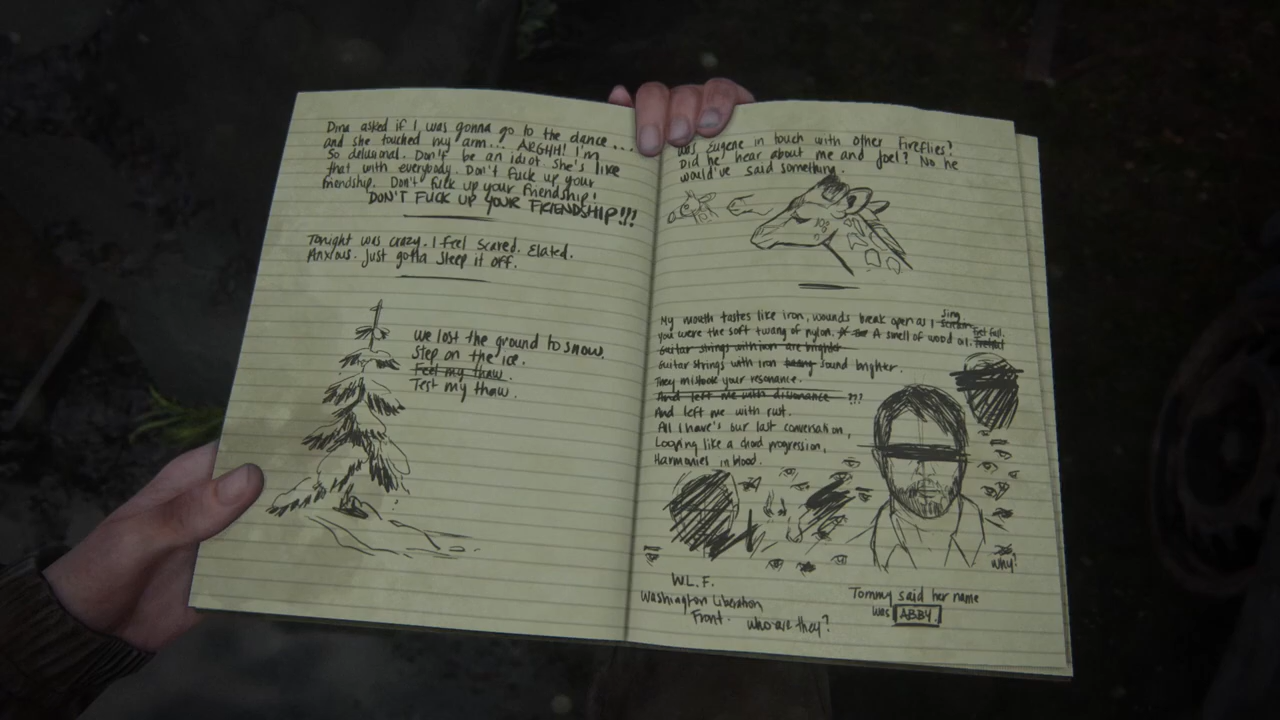 Dina asked if I was gonna go to the dance...
and she touched my arm... ARGHH! I'm
so delusional. Don't be an idiot. She's like
that with everybody. Don't fuck up your
friendship. Don't fuck up your friendship!
DON'T FUCK UP YOUR FRIENDSHIP!!!
Tonight was crazy. I feel scared. Elated.
Anxious. Just gotta sleep it off.
We lost the ground to snow.
Step on the ice.
Feel my thaw.
Test my thaw.
Was Eugene in touch with other Fireflies?
Did he hear about me and Joel? No he
would've said something.
My mouth tastes like iron, wounds break open as I scream sing
You were the soft twang of nylon. A smell of wood oil. Feet fall.
Guitar strings with iron are brighter
Guitar strings with iron sound brighter.
They mistook your resonance.
And left me with dissonance ???
And left me with rust.
All I have's our last conversation,
Looping like a chord progression,
Harmonies in blood.
Why?
W.L.F.
Washington Liberation
Front. Who are they?
Tommy said her name
was ABBY.